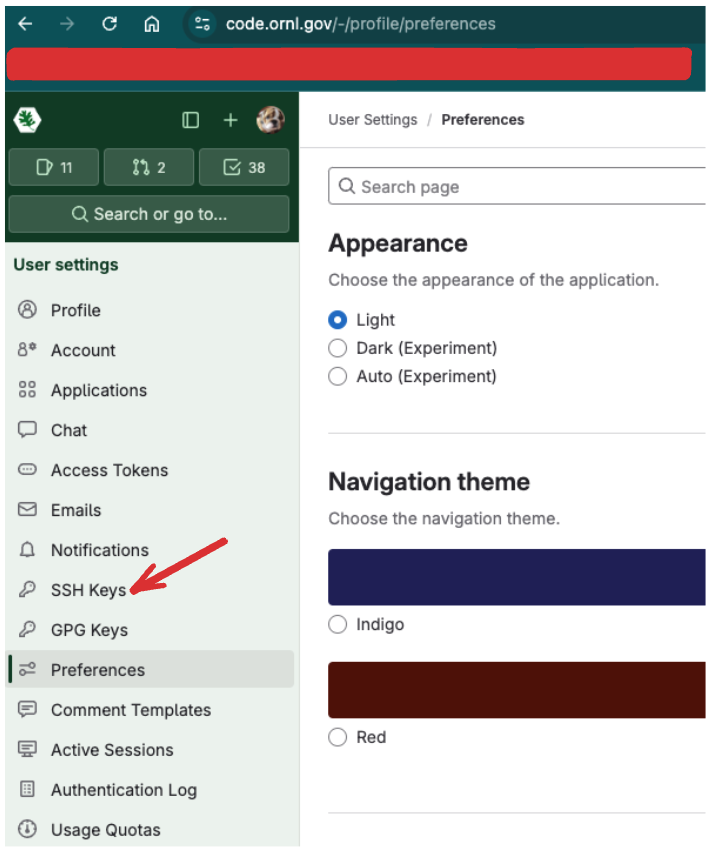 code.ornl.gov/-/profile/preferences
11
2
38
Search or go to...
User settings
Profile
Account
Applications
Chat
Access Tokens
Emails
Notifications
SSH Keys
GPG Keys
Preferences
Comment Templates
Active Sessions
Authentication Log
Usage Quotas
User Settings / Preferences
Search page
Appearance
Choose the appearance of the application.
Light
Dark (Experiment)
Auto (Experiment)
Navigation theme
Choose the navigation theme.
Indigo
Red